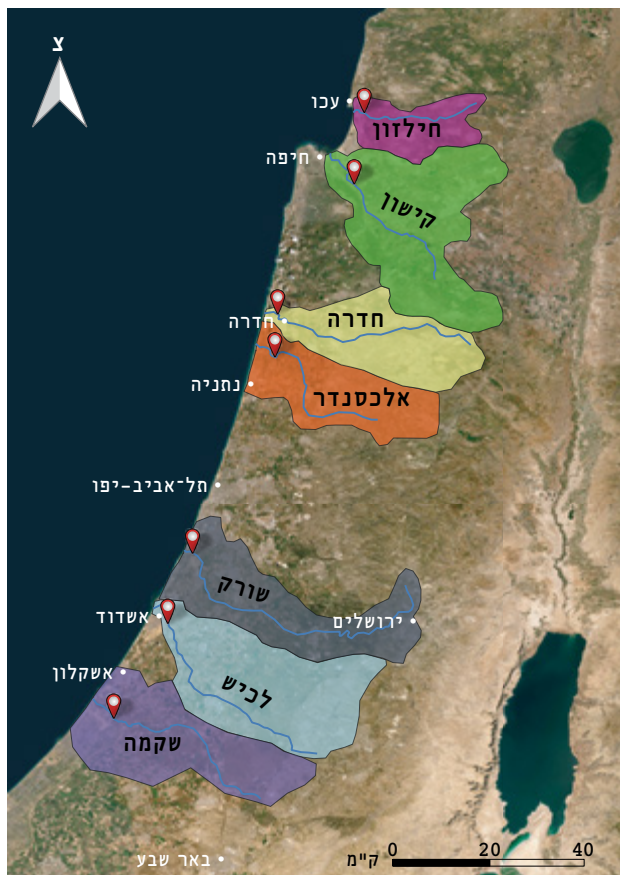 צ
עכו
חילזון
חיפה
קישון
חדרה
חדרה
נתניה
אלכסנדר
תל־אביב-יפו
שורק
אשדוד
ירושלים
אשקלון
לכיש
שקמה
באר שבע
ק"מ 0 20 40